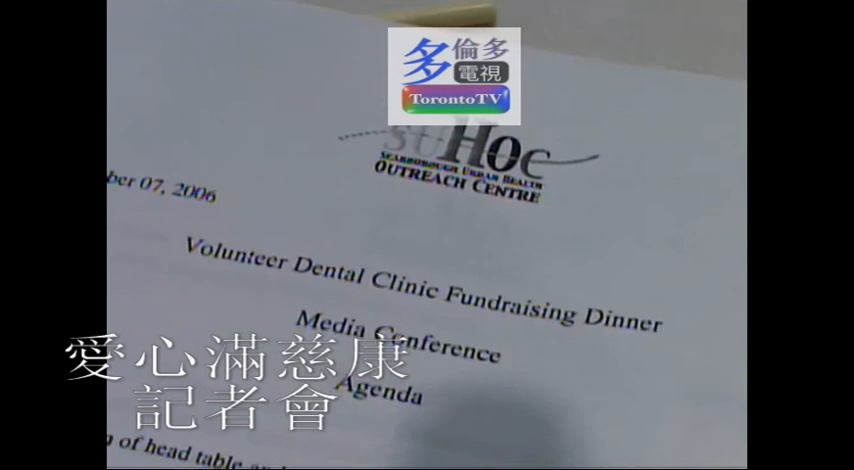 多倫多
電視
TorontoTV
SUHOC
SCARBOROUGH URBAN HEALTH
OUTREACH CENTRE
ber 07, 2006
Volunteer Dental Clinic Fundraising Dinner
Media Conference
Agenda
愛心滿慈康
記者會
of head table